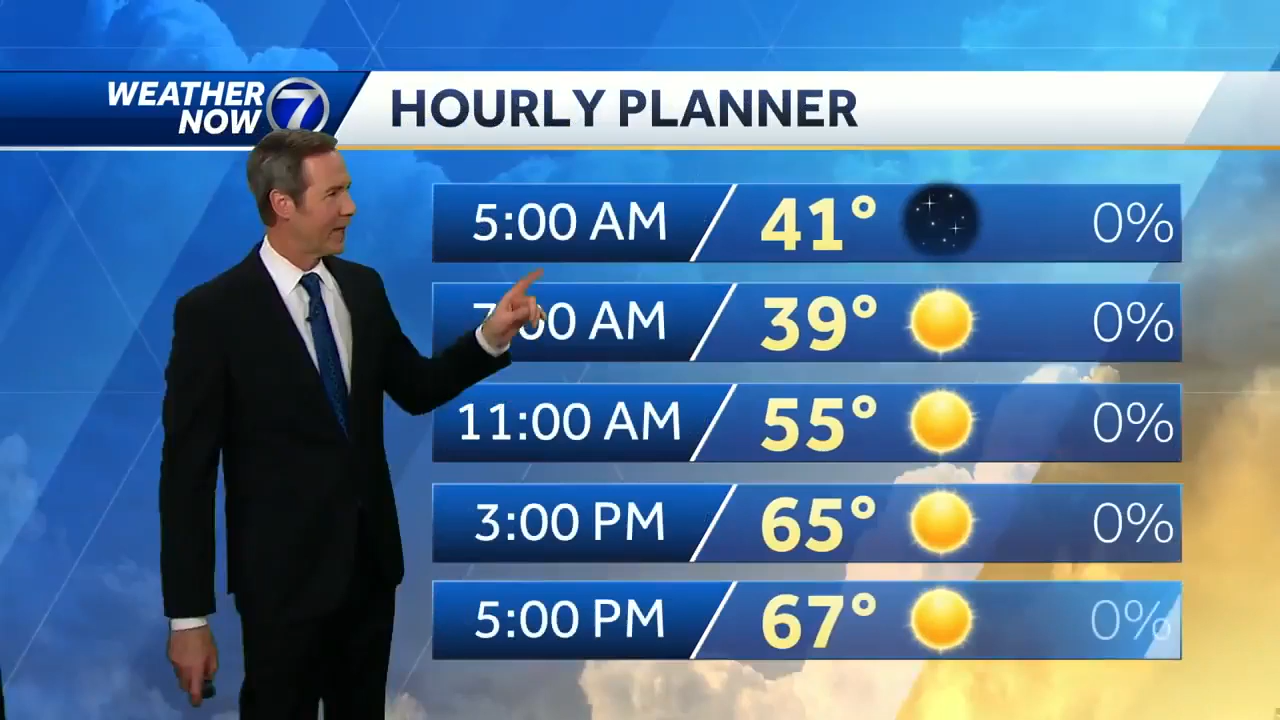 WEATHER
NOW 7
HOURLY PLANNER
5:00 AM 41° 0%
7:00 AM 39° 0%
11:00 AM 55° 0%
3:00 PM 65° 0%
5:00 PM 67° 0%